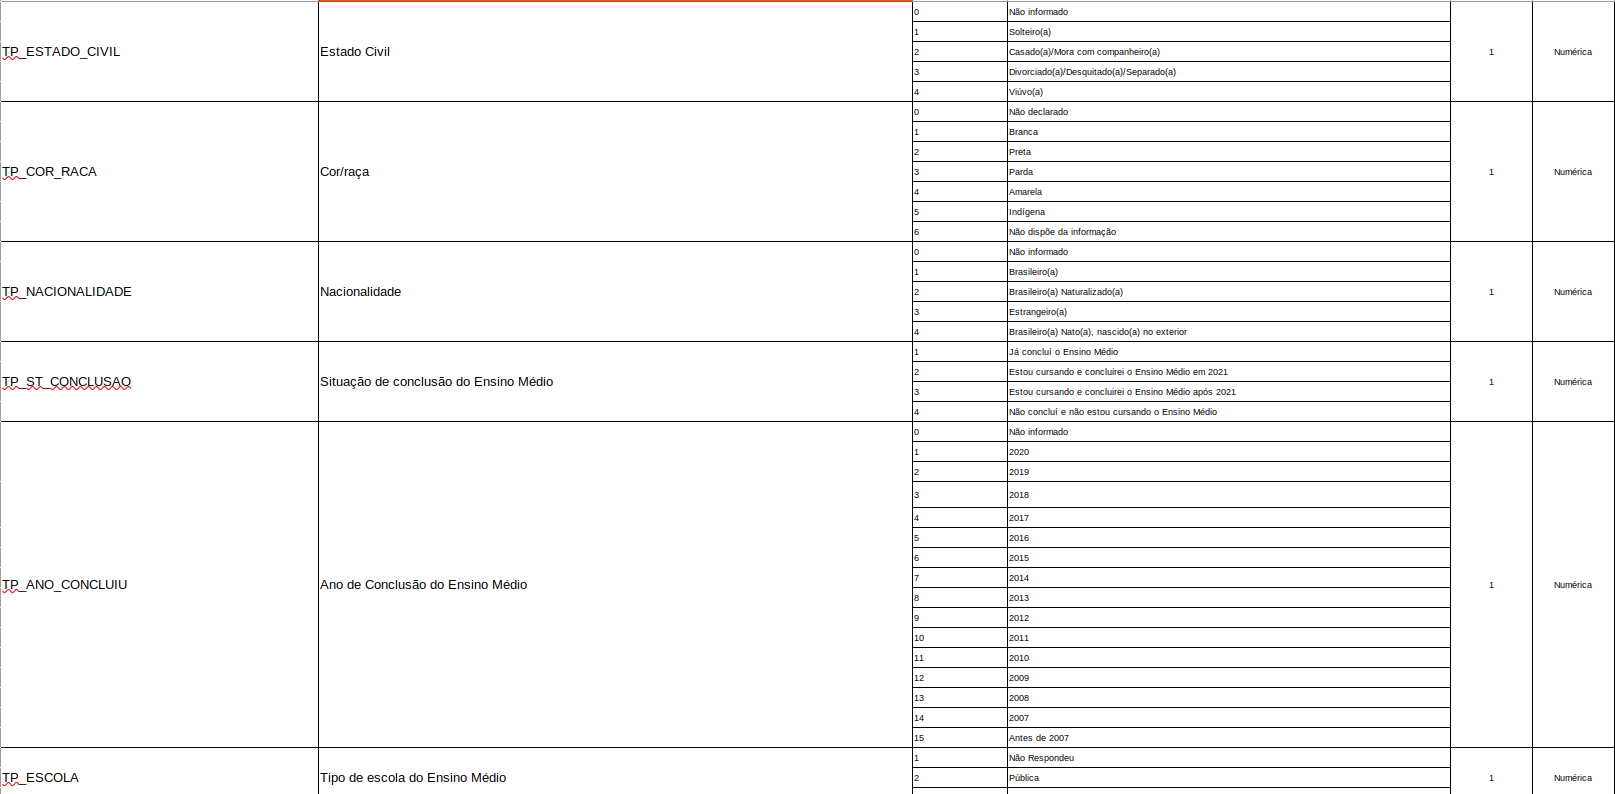 TP_ESTADO_CIVIL
Estado Civil
0 Não informado
1 Solteiro(a)
2 Casado(a)/Mora com companheiro(a)
3 Divorciado(a)/Desquitado(a)/Separado(a)
4 Viúvo(a)
1 Numérica
TP_COR_RACA
Cor/raça
0 Não declarado
1 Branca
2 Preta
3 Parda
4 Amarela
5 Indígena
6 Não dispõe da informação
1 Numérica
TP_NACIONALIDADE
Nacionalidade
0 Não informado
1 Brasileiro(a)
2 Brasileiro(a) Naturalizado(a)
3 Estrangeiro(a)
4 Brasileiro(a) Nato(a), nascido(a) no exterior
1 Numérica
TP_ST_CONCLUSAO
Situação de conclusão do Ensino Médio
1 Já concluí o Ensino Médio
2 Estou cursando e concluirei o Ensino Médio em 2021
3 Estou cursando e concluirei o Ensino Médio após 2021
4 Não concluí e não estou cursando o Ensino Médio
1 Numérica
TP_ANO_CONCLUIU
Ano de Conclusão do Ensino Médio
0 Não informado
1 2020
2 2019
3 2018
4 2017
5 2016
6 2015
7 2014
8 2013
9 2012
10 2011
11 2010
12 2009
13 2008
14 2007
15 Antes de 2007
1 Numérica
TP_ESCOLA
Tipo de escola do Ensino Médio
1 Não Respondeu
2 Pública
1 Numérica